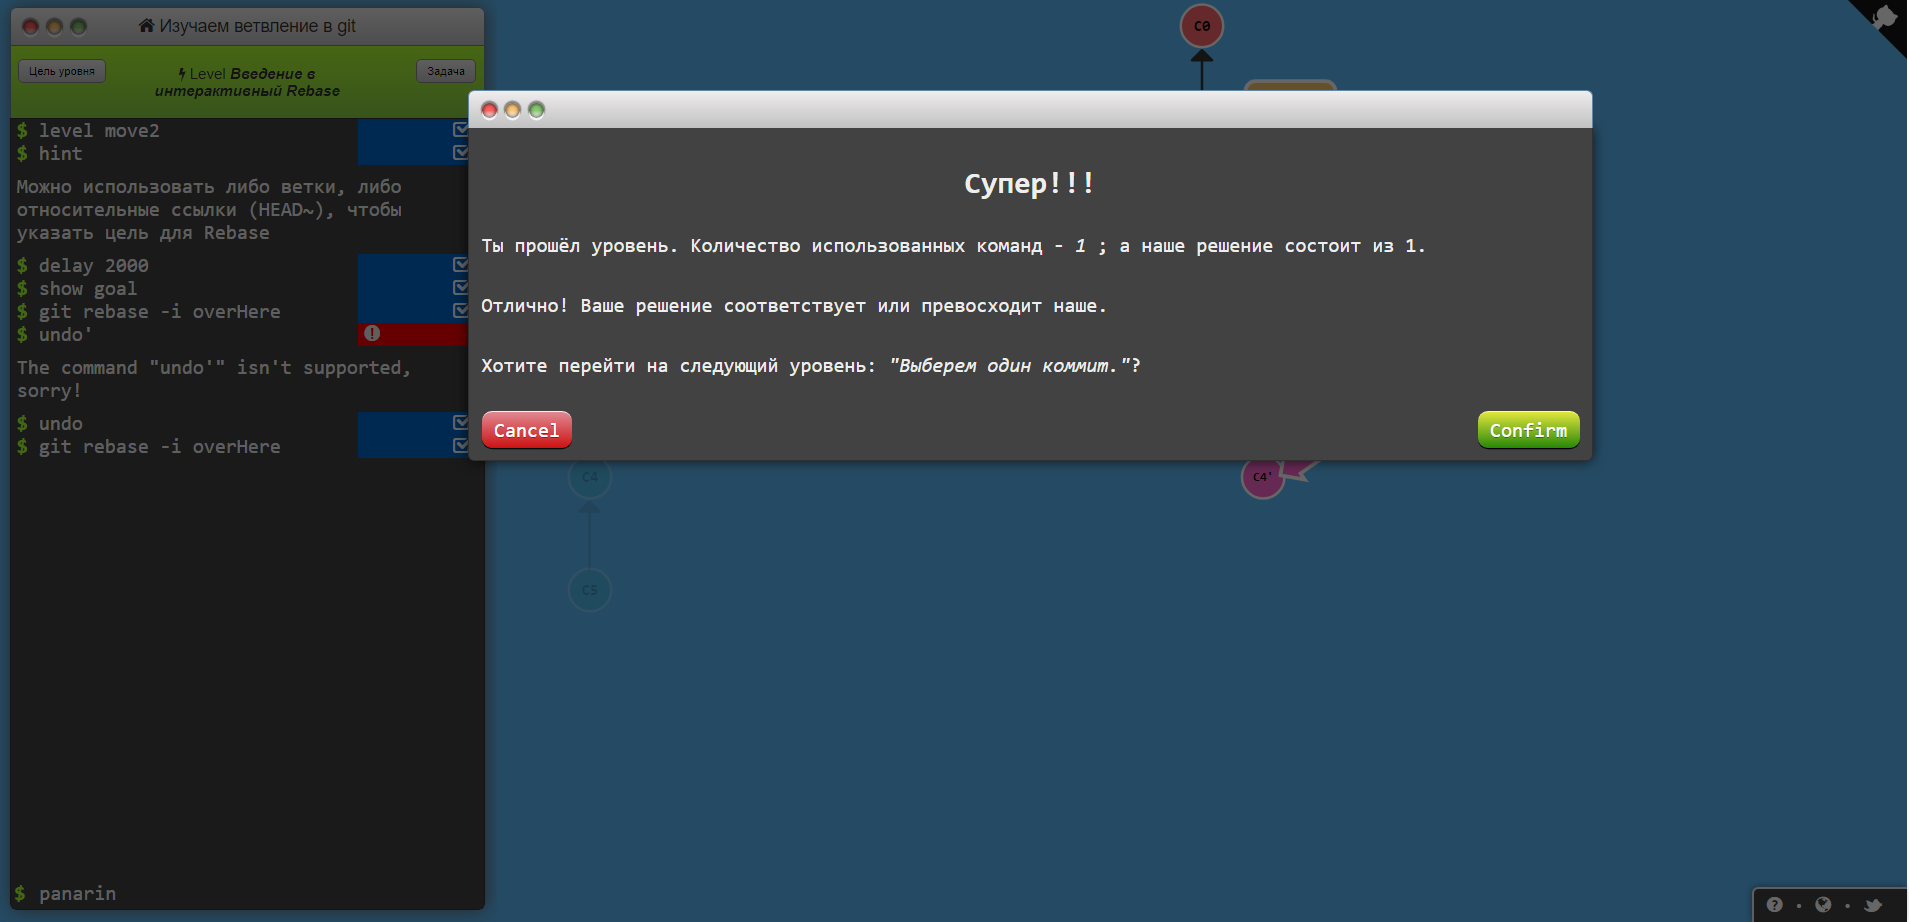 Изучаем ветвление в git
Цель уровня
Level Введение в
интерактивный Rebase
Задача
$ level move2
$ hint
Можно использовать либо ветки, либо
относительные ссылки (HEAD~), чтобы
указать цель для Rebase
$ delay 2000
$ show goal
$ git rebase -i overHere
$ undo'
The command "undo'" isn't supported,
sorry!
$ undo
$ git rebase -i overHere
$ panarin
C0
Супер!!!
Ты прошёл уровень. Количество использованных команд - 1 ; а наше решение состоит из 1.
Отлично! Ваше решение соответствует или превосходит наше.
Хотите перейти на следующий уровень: "Выберем один коммит."?
Cancel
Confirm
C4
C4'
C5